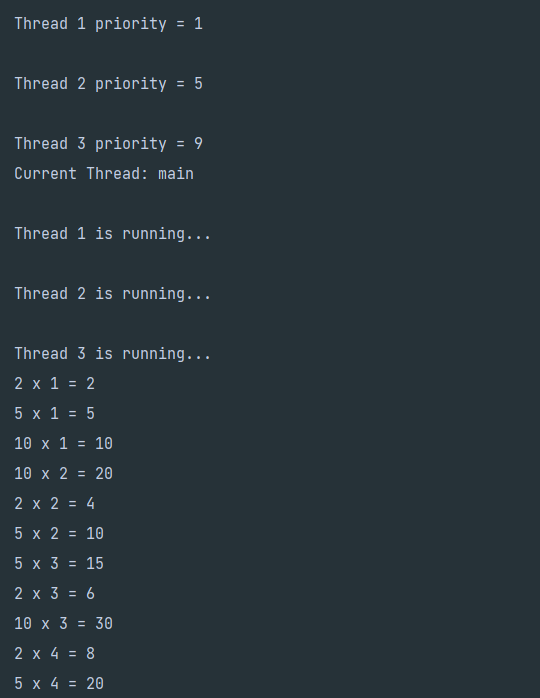 Thread 1 priority = 1
Thread 2 priority = 5
Thread 3 priority = 9
Current Thread: main
Thread 1 is running...
Thread 2 is running...
Thread 3 is running...
2 x 1 = 2
5 x 1 = 5
10 x 1 = 10
10 x 2 = 20
2 x 2 = 4
5 x 2 = 10
5 x 3 = 15
2 x 3 = 6
10 x 3 = 30
2 x 4 = 8
5 x 4 = 20